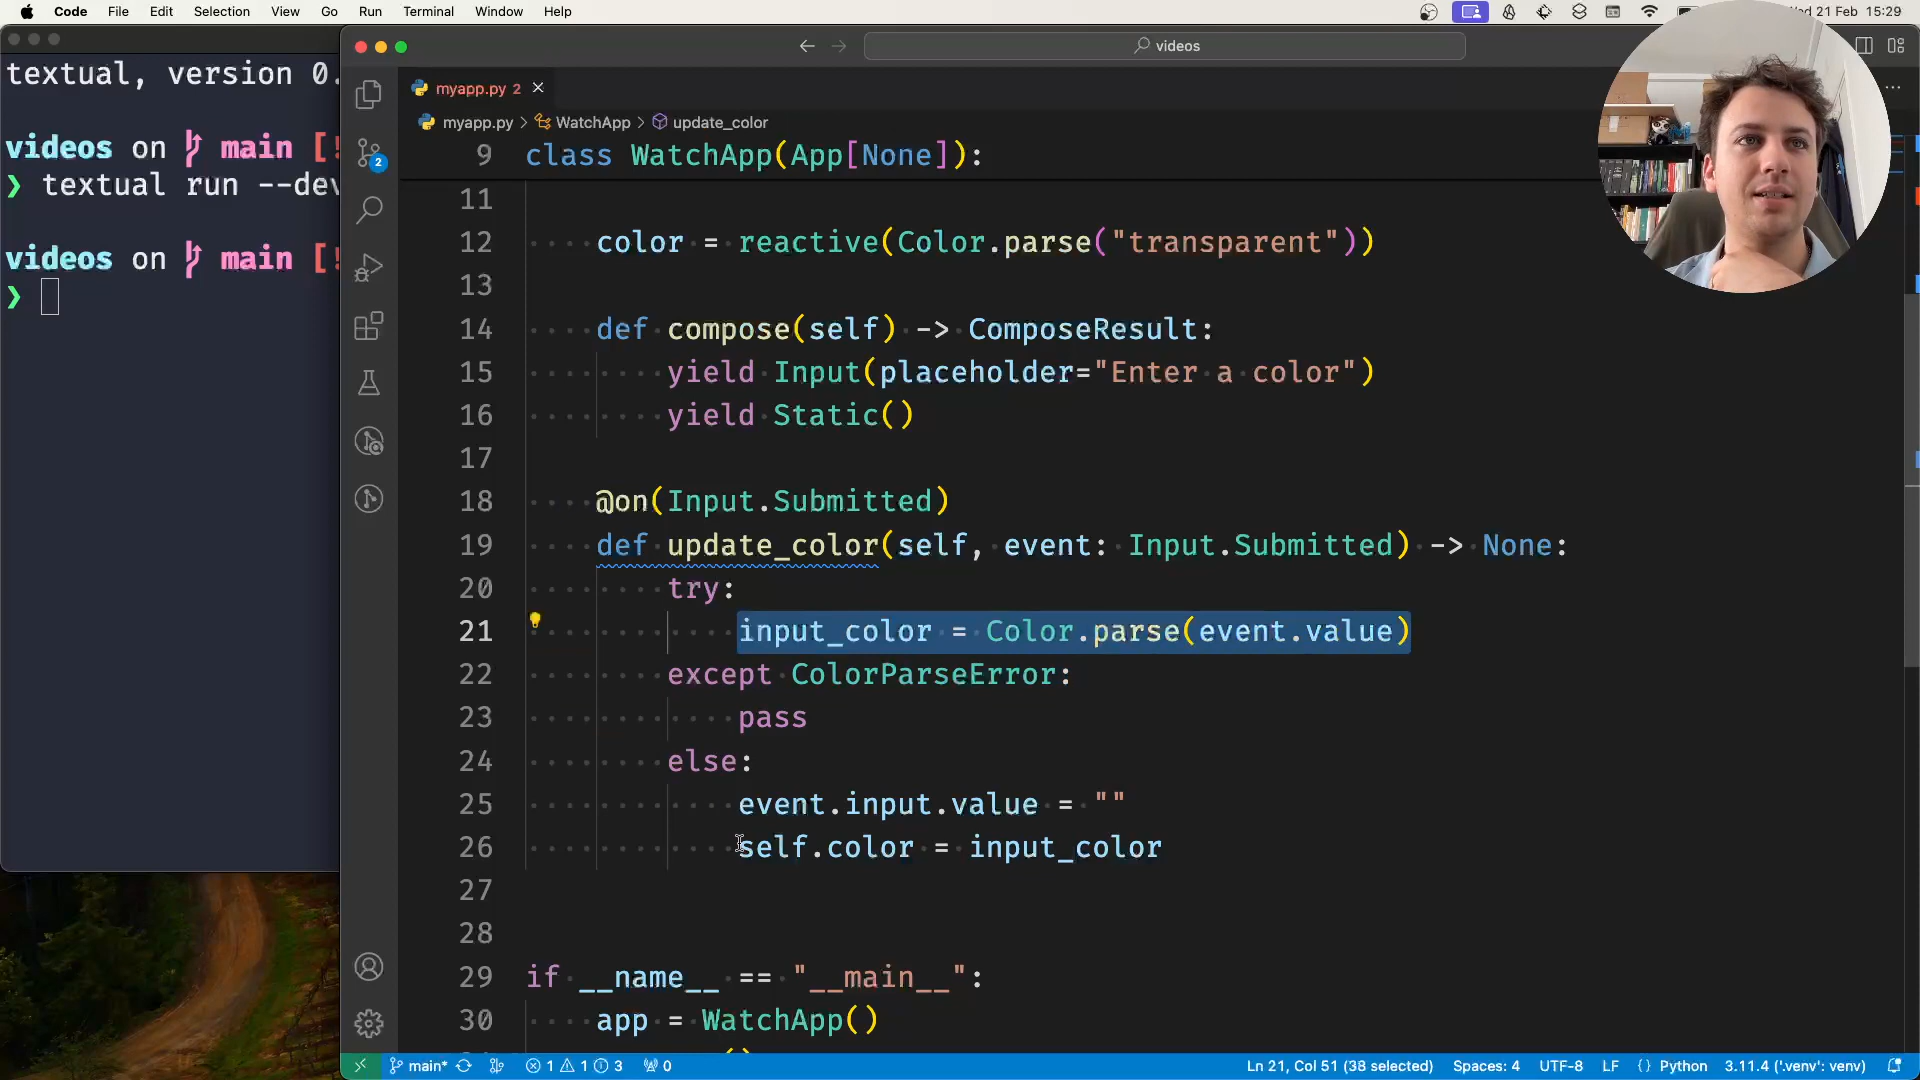 Code File Edit Selection View Go Run Terminal Window Help
21 Feb 15:29
textual, version 0.
videos on main [!
❯ textual run --dev
videos on main [!
❯
videos
myapp.py 2
myapp.py > WatchApp > update_color
9 class WatchApp(App[None]):
11
12 color = reactive(Color.parse("transparent"))
13
14 def compose(self) -> ComposeResult:
15 yield Input(placeholder="Enter a color")
16 yield Static()
17
18 @on(Input.Submitted)
19 def update_color(self, event: Input.Submitted) -> None:
20 try:
21 input_color = Color.parse(event.value)
22 except ColorParseError:
23 pass
24 else:
25 event.input.value = ""
26 self.color = input_color
27
28
29 if __name__ == "__main__":
30 app = WatchApp()
2
main* 1 1 3 0 Ln 21, Col 51 (38 selected) Spaces: 4 UTF-8 LF {} Python 3.11.4 ('.venv': venv)